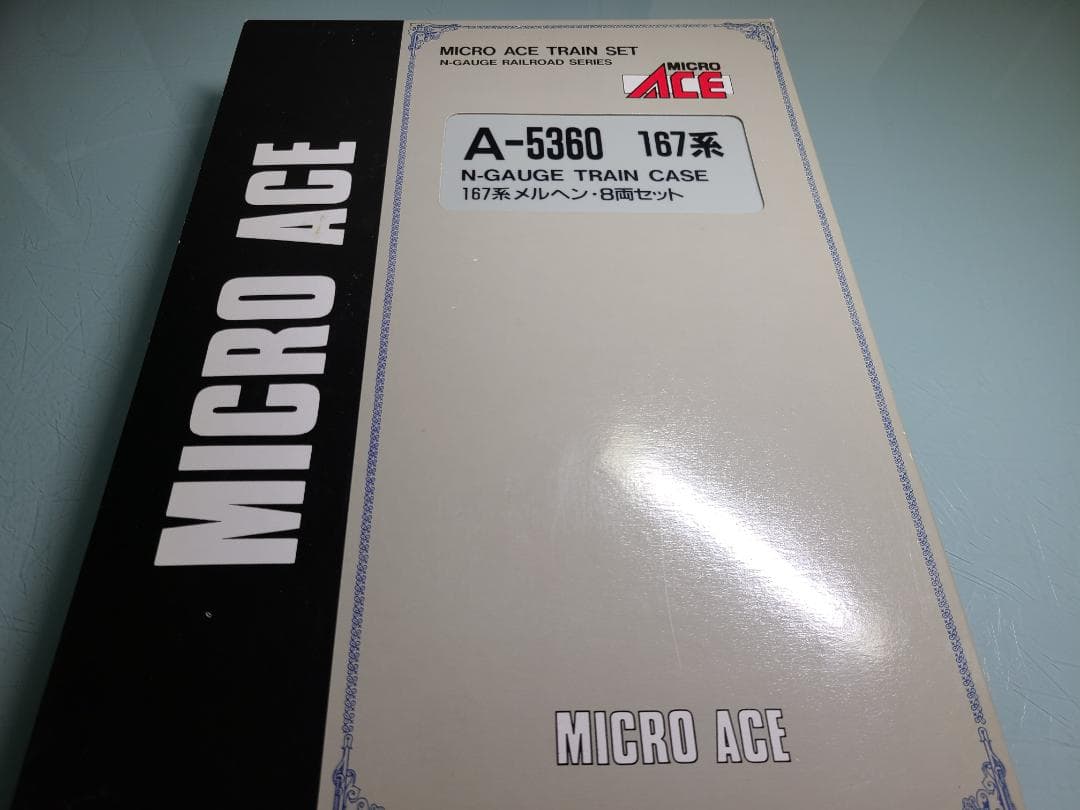 MICRO ACE
MICRO ACE TRAIN SET
N-GAUGE RAILROAD SERIES
MICRO
ACE
A-5360 167系
N-GAUGE TRAIN CASE
167系メルヘン・8両セット
MICRO ACE